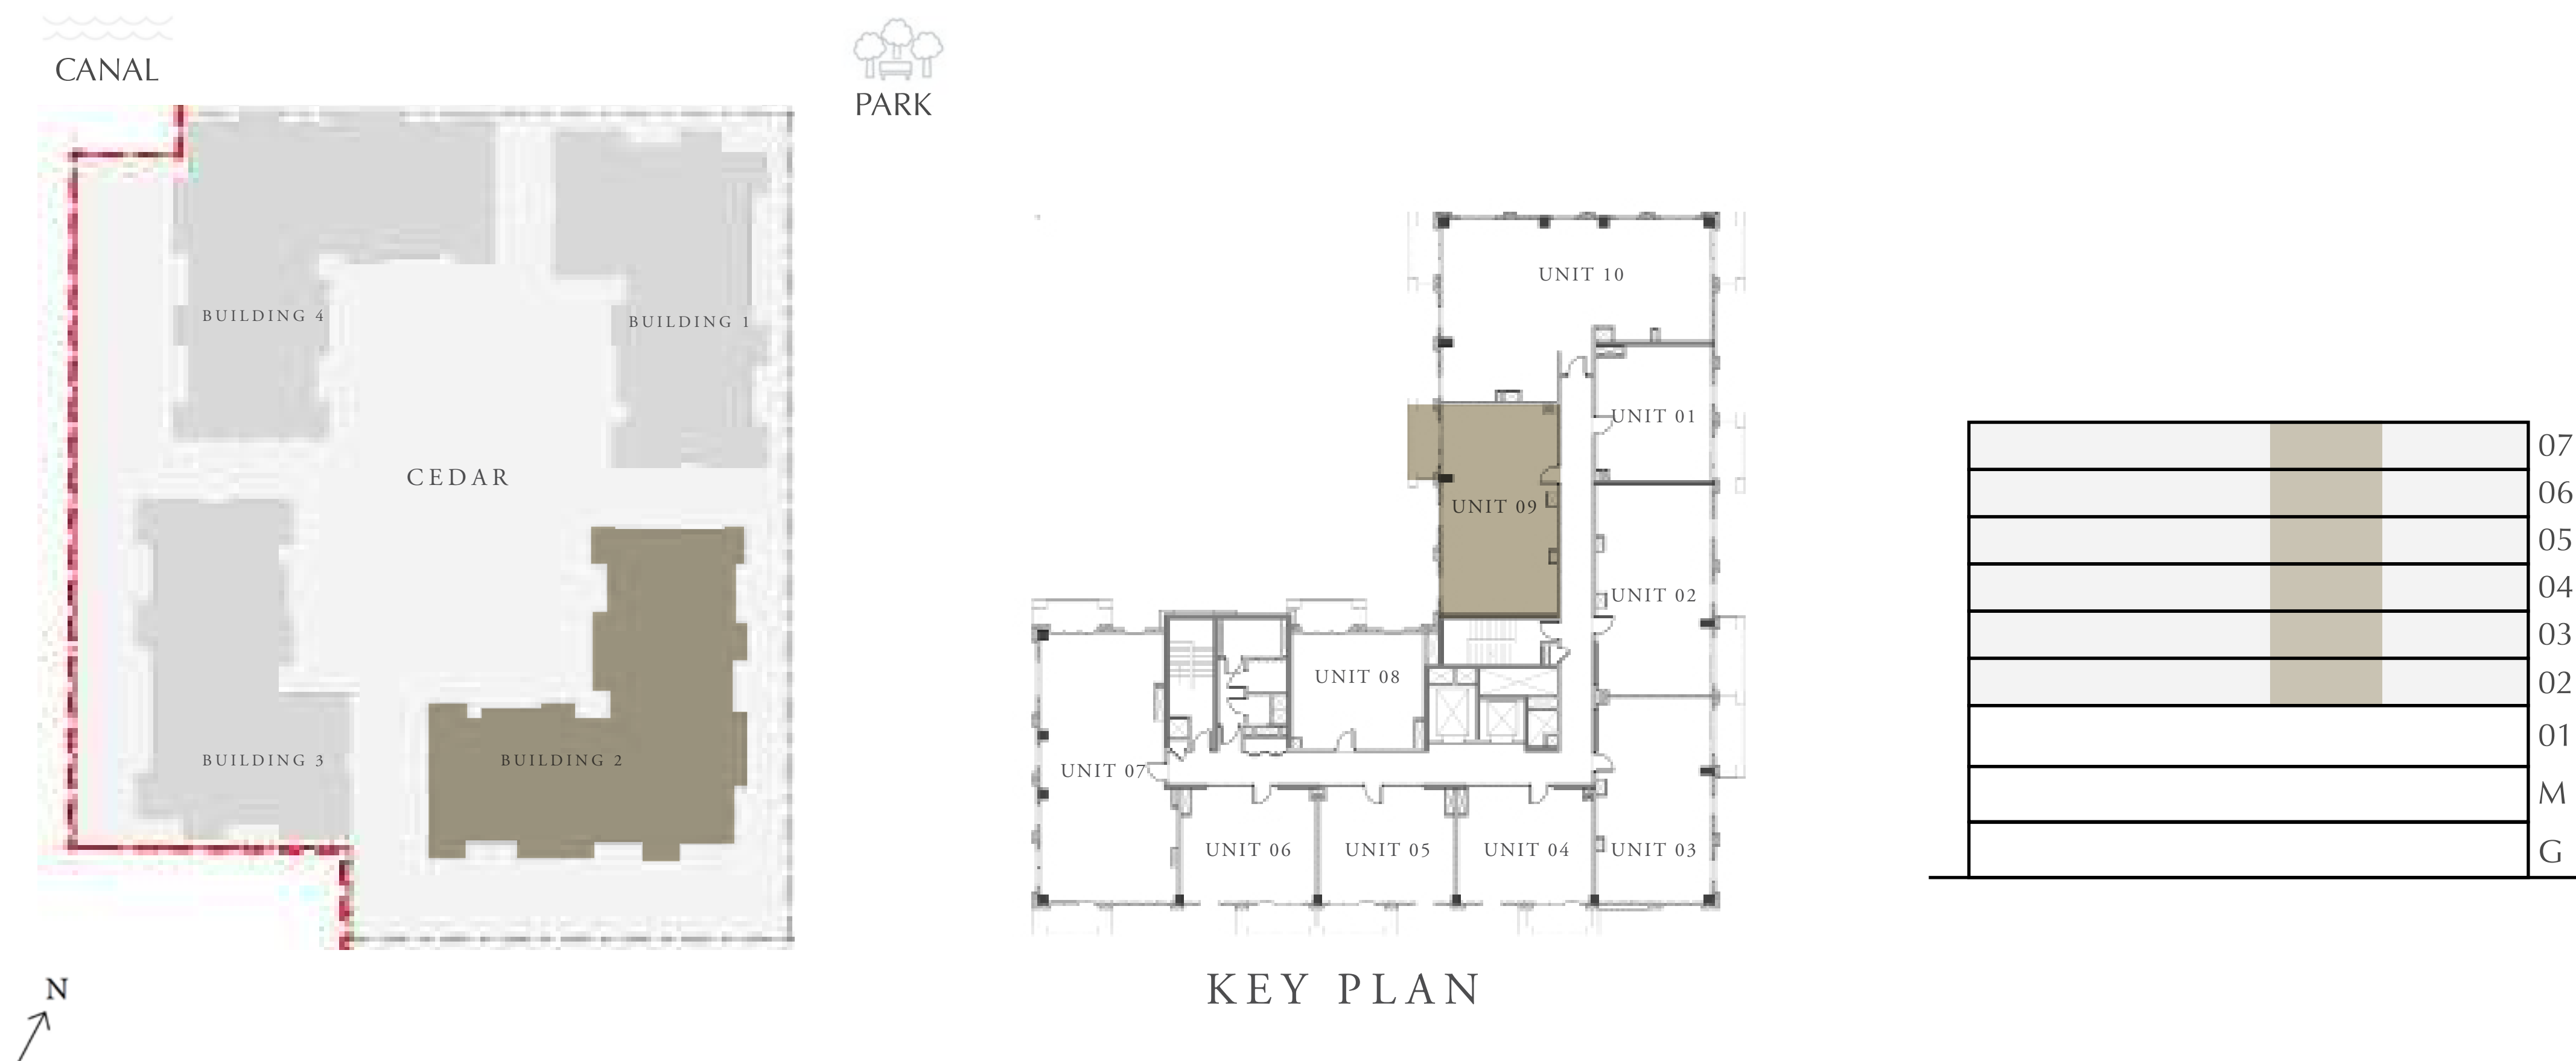 CANAL
PARK
BUILDING 4
BUILDING 1
CEDAR
BUILDING 3
BUILDING 2
N
UNIT 10
UNIT 01
UNIT 09
UNIT 02
UNIT 08
UNIT 07
UNIT 06
UNIT 05
UNIT 04
UNIT 03
KEY PLAN
07
06
05
04
03
02
01
M
G